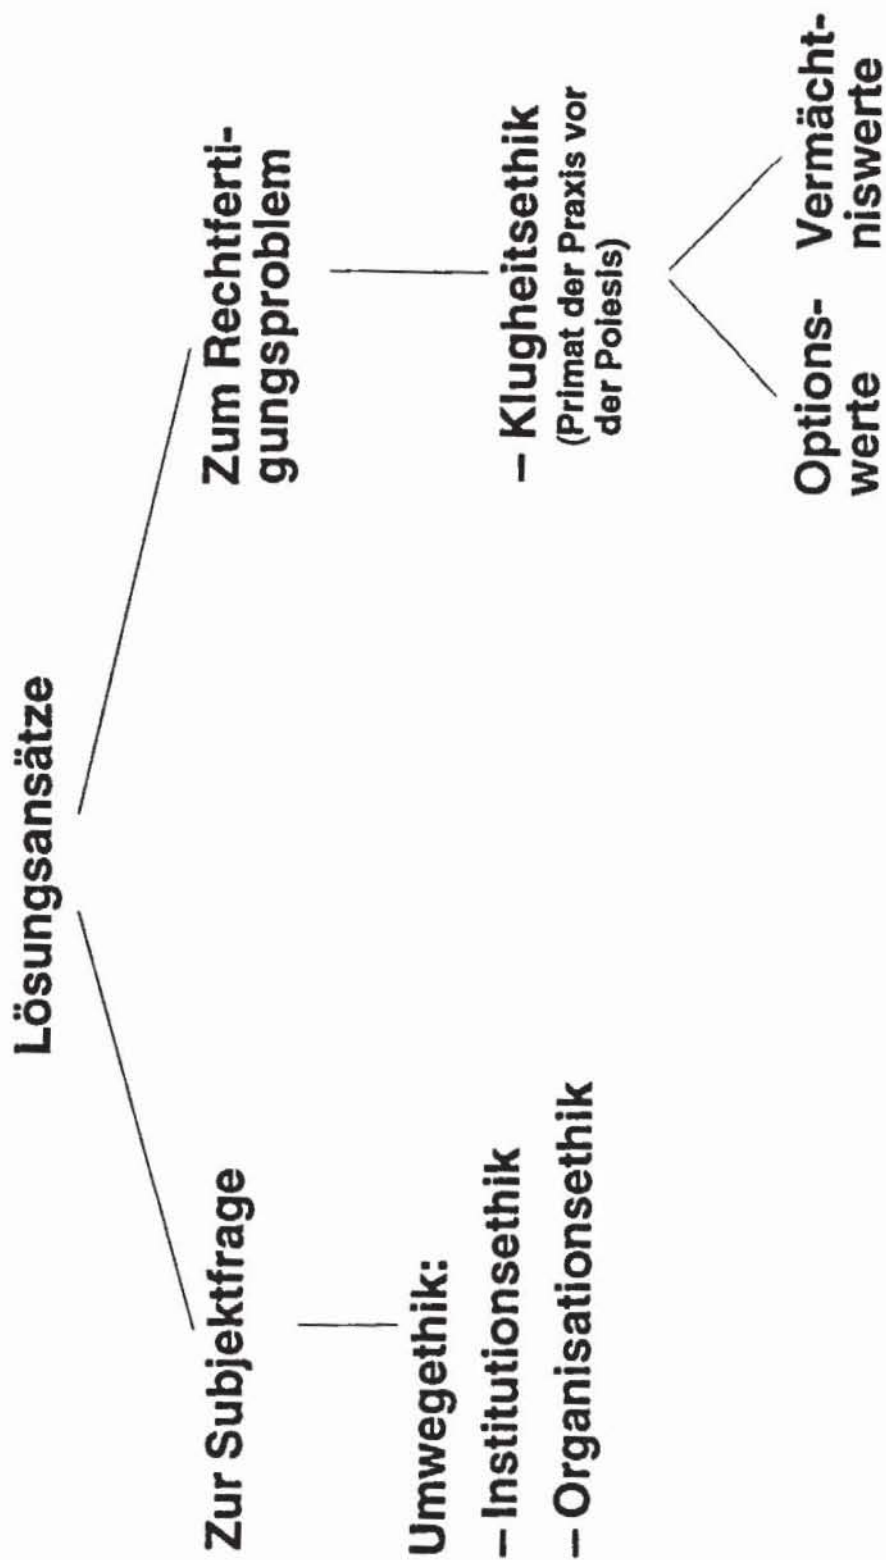 Lösungsansätze
Zur Subjektfrage
Umwegethik:
– Institutionsethik
– Organisationsethik
Zum Rechtferti-
gungsproblem
– Klugheitsethik
(Primat der Praxis vor
der Poiesis)
Options-
werte
Vermächt-
niswerte